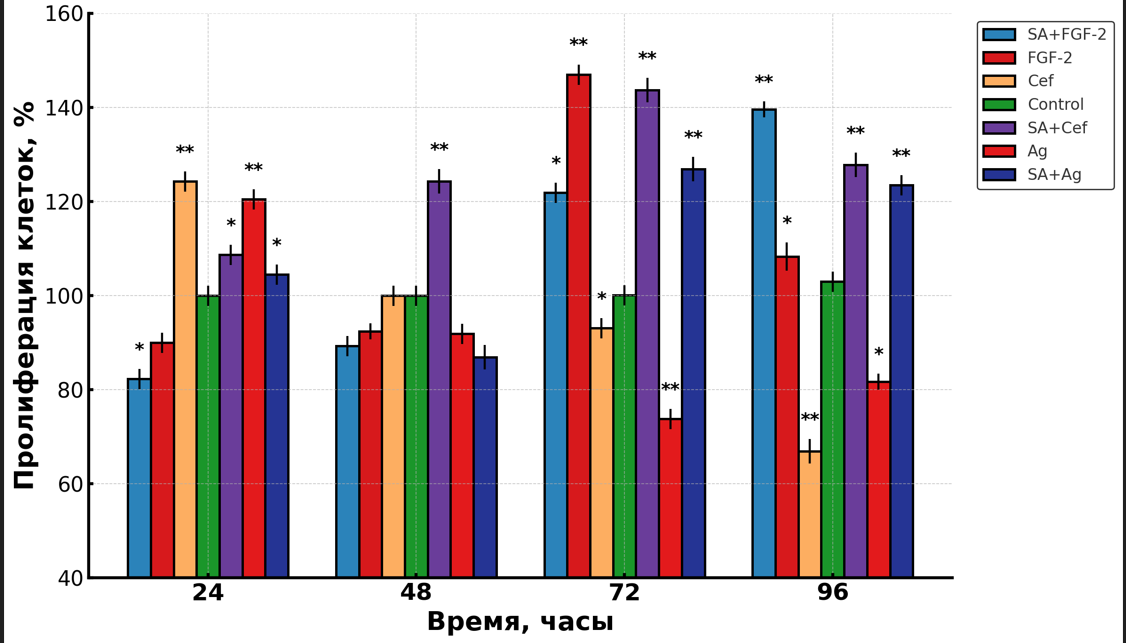 160
140
120
100
80
60
40
Пролиферация клеток, %
* ** * ** *
**
* ** * ** ** **
** * ** ** * **
24 48 72 96
Время, часы
SA+FGF-2
FGF-2
Cef
Control
SA+Cef
Ag
SA+Ag